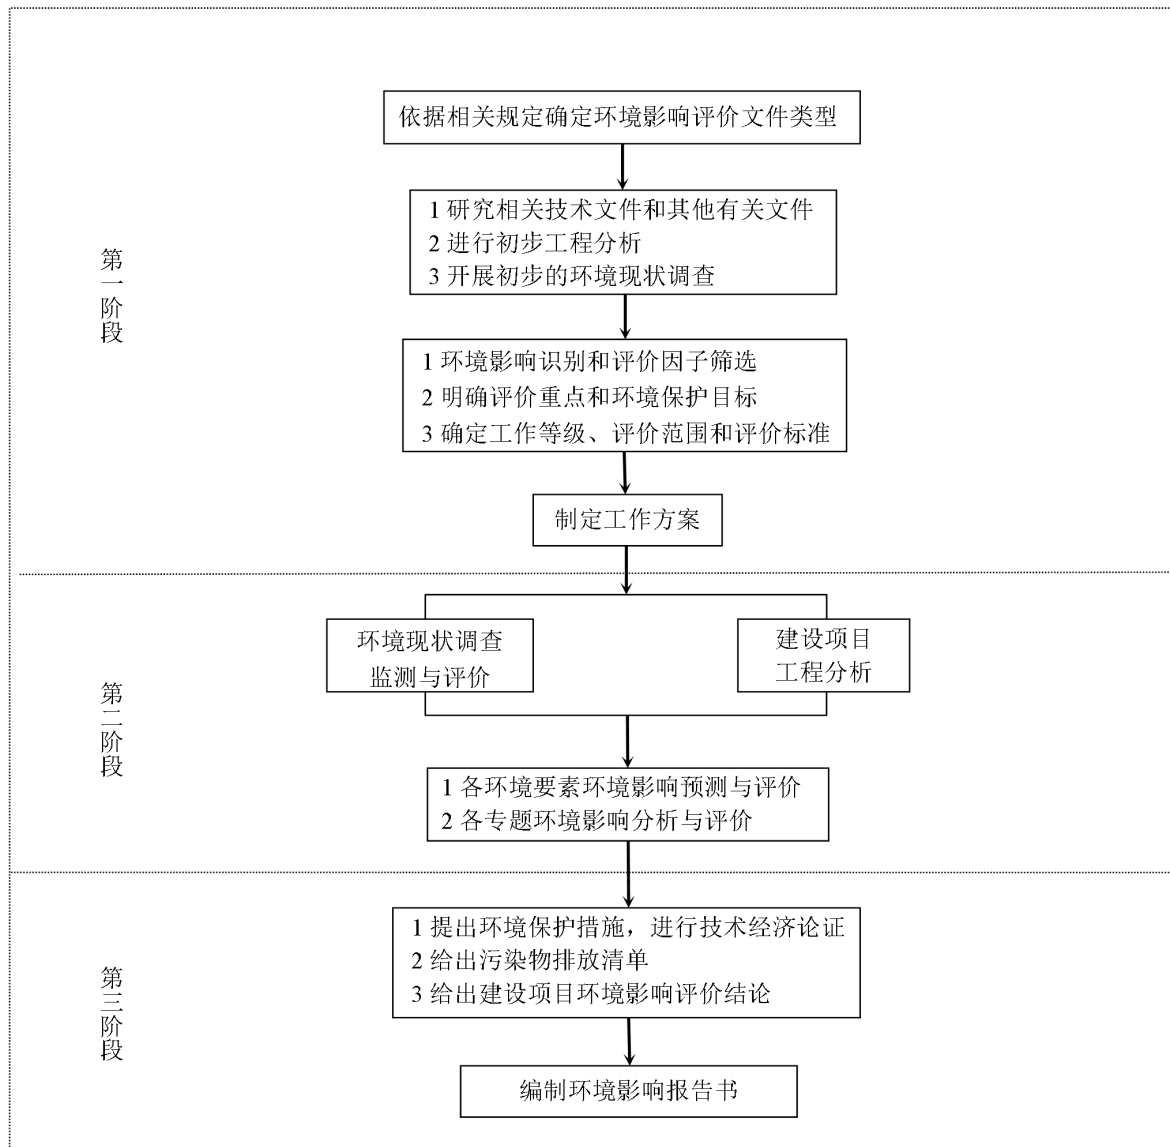 依据相关规定确定环境影响评价文件类型
1 研究相关技术文件和其他有关文件
2 进行初步工程分析
3 开展初步的环境现状调查
第一阶段
1 环境影响识别和评价因子筛选
2 明确评价重点和环境保护目标
3 确定工作等级、评价范围和评价标准
制定工作方案
环境现状调查
监测与评价
建设项目
工程分析
第二阶段
1 各环境要素环境影响预测与评价
2 各专题环境影响分析与评价
1 提出环境保护措施，进行技术经济论证
2 给出污染物排放清单
3 给出建设项目环境影响评价结论
第三阶段
编制环境影响报告书